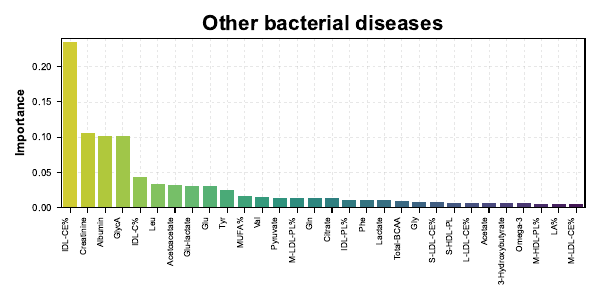 Other bacterial diseases
Importance
0.20
0.15
0.10
0.05
0.00
IDL-CE%
Creatinine
Albumin
GlycA
IDL-C%
Leu
Acetoacetate
Glu-lactate
Glu
Tyr
MUFA%
Val
Pyruvate
M-LDL-PL%
Gln
Citrate
IDL-PL%
Phe
Lactate
Total-BCAA
Gly
S-LDL-CE%
S-HDL-PL
L-LDL-CE%
Acetate
3-Hydroxybutyrate
Omega-3
M-HDL-PL%
LA%
M-LDL-CE%